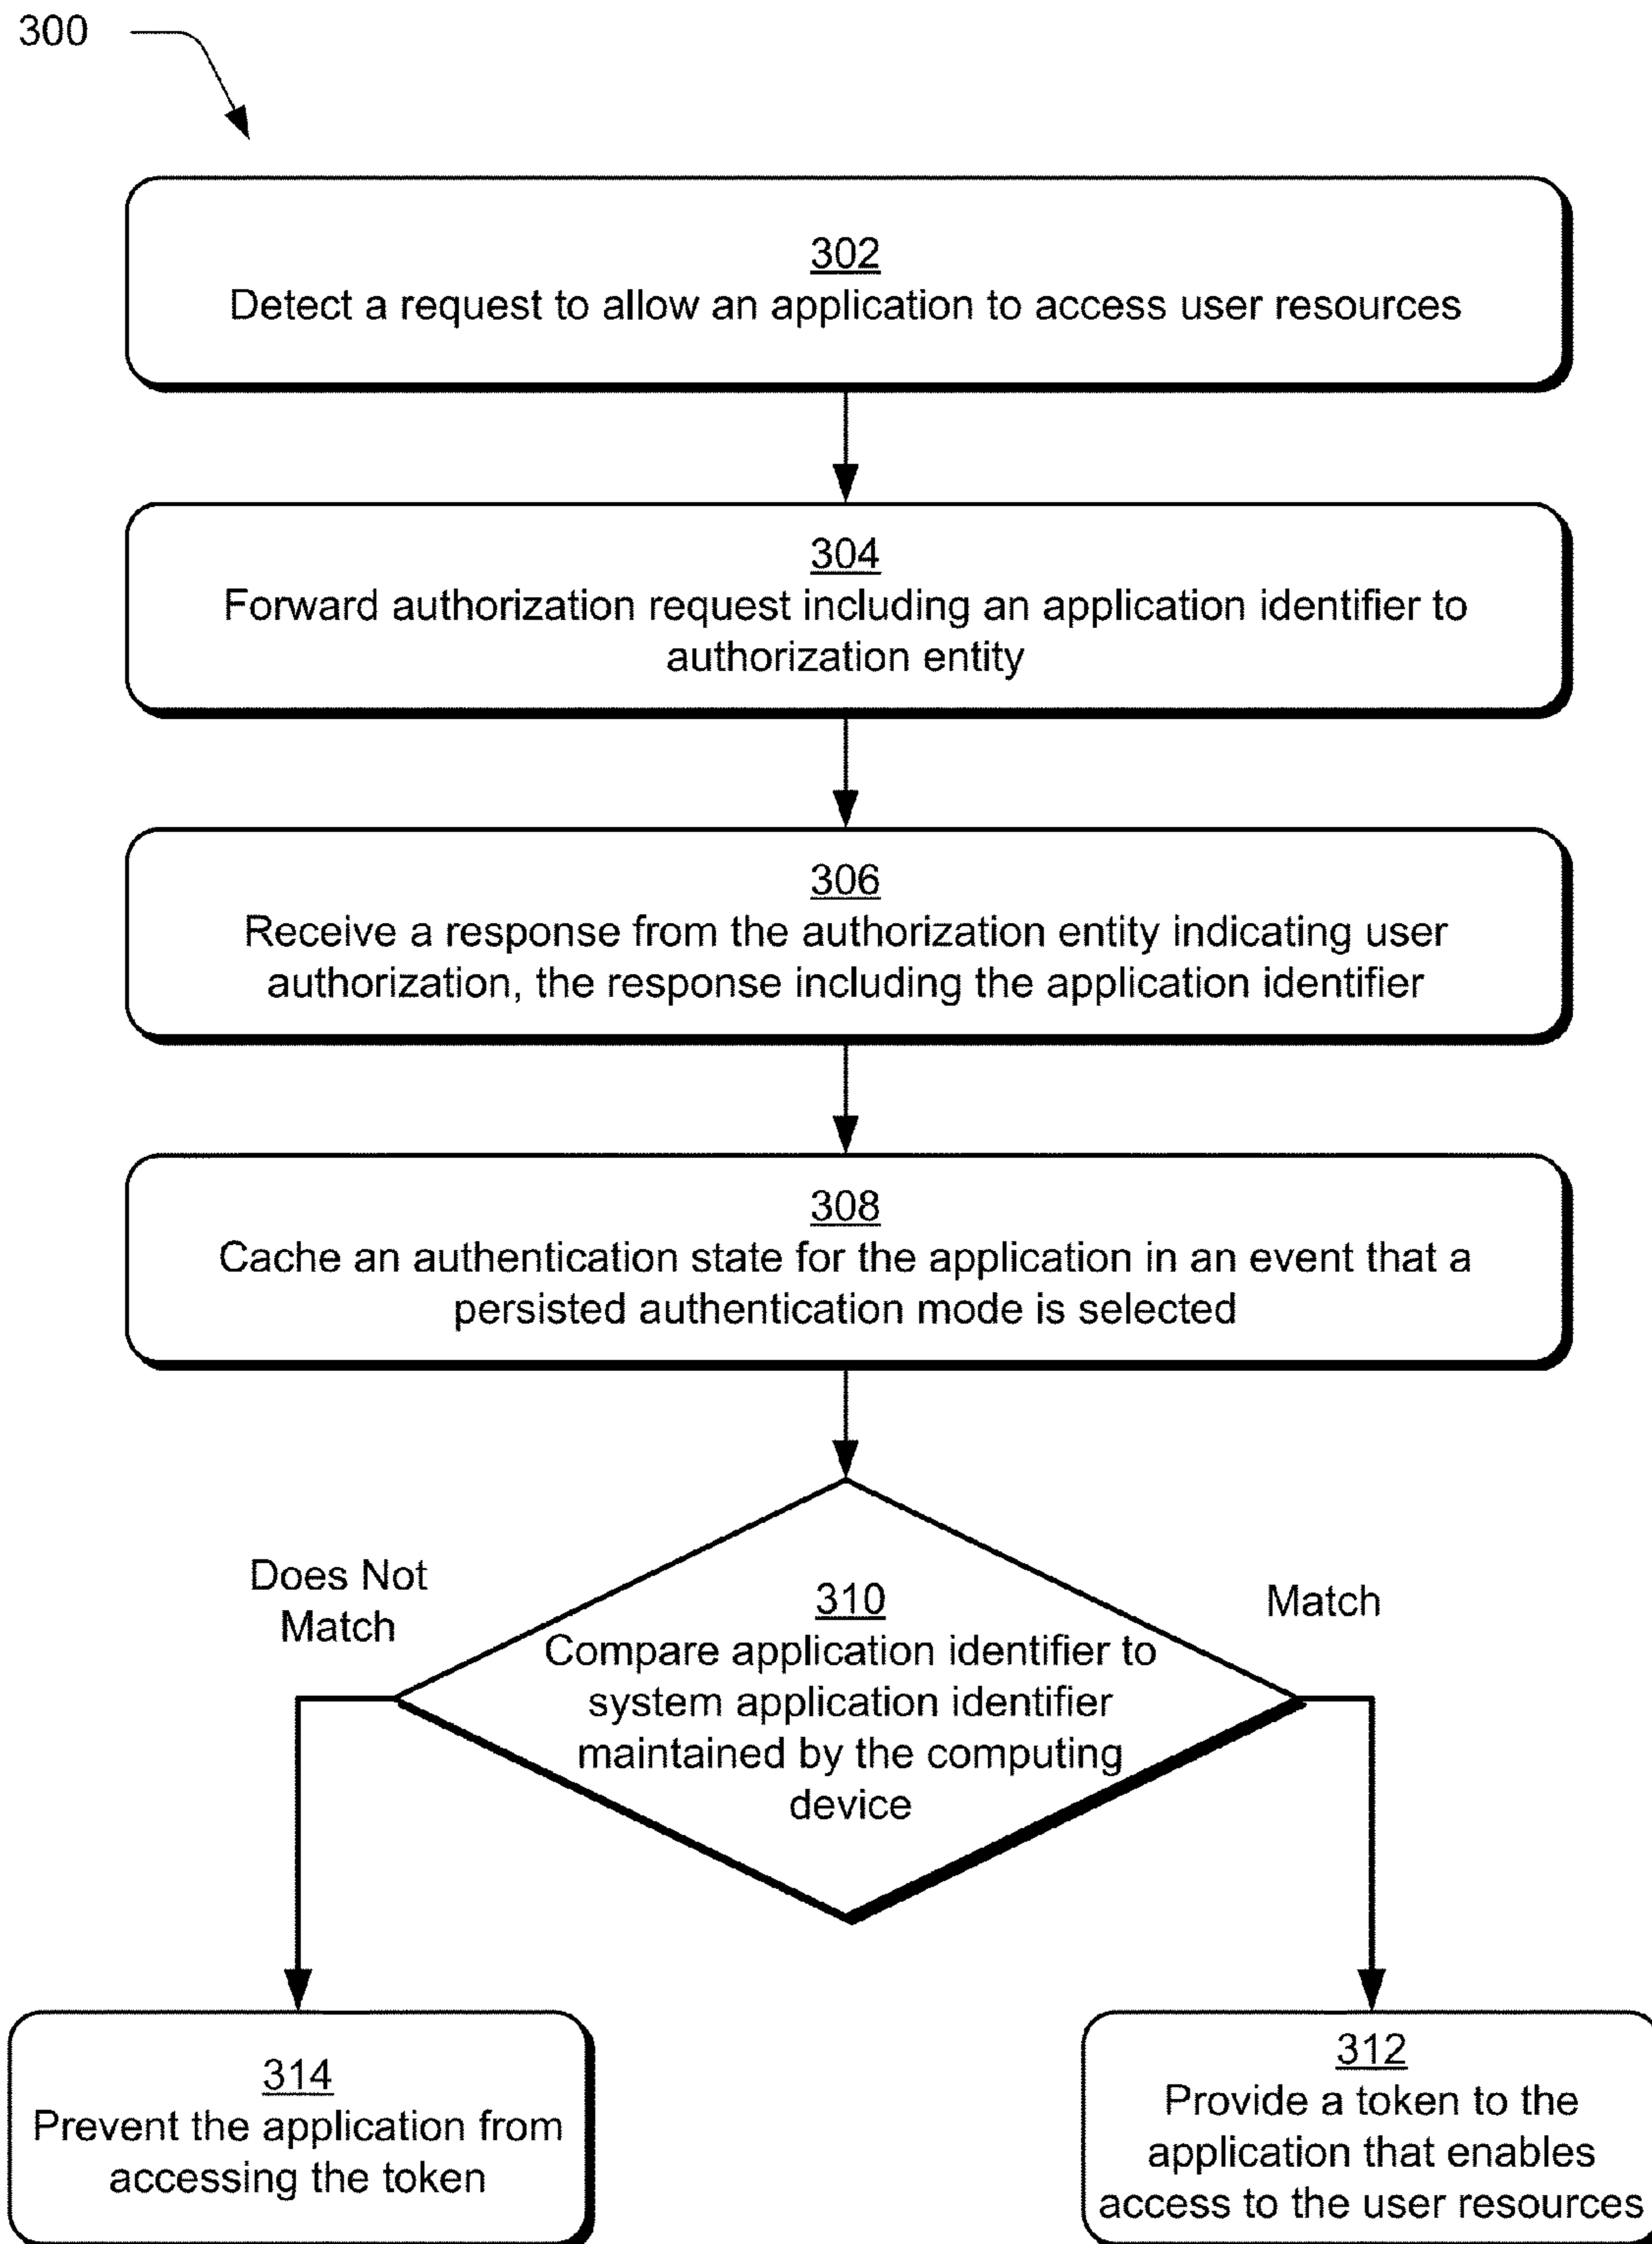 300
302
Detect a request to allow an application to access user resources
304
Forward authorization request including an application identifier to
authorization entity
306
Receive a response from the authorization entity indicating user
authorization, the response including the application identifier
308
Cache an authentication state for the application in an event that a
persisted authentication mode is selected
Does Not
Match
310
Compare application identifier to
system application identifier
maintained by the computing
device
Match
314
Prevent the application from
accessing the token
312
Provide a token to the
application that enables
access to the user resources